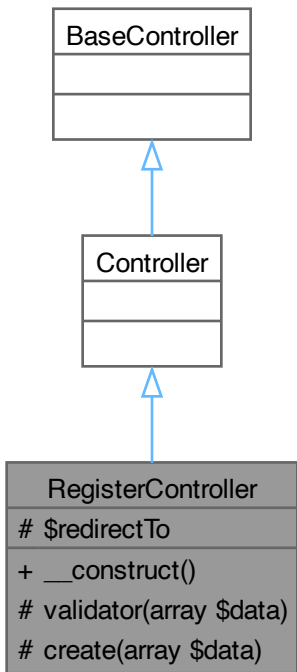 BaseController
Controller
RegisterController
# $redirectTo
+ __construct()
# validator(array $data)
# create(array $data)